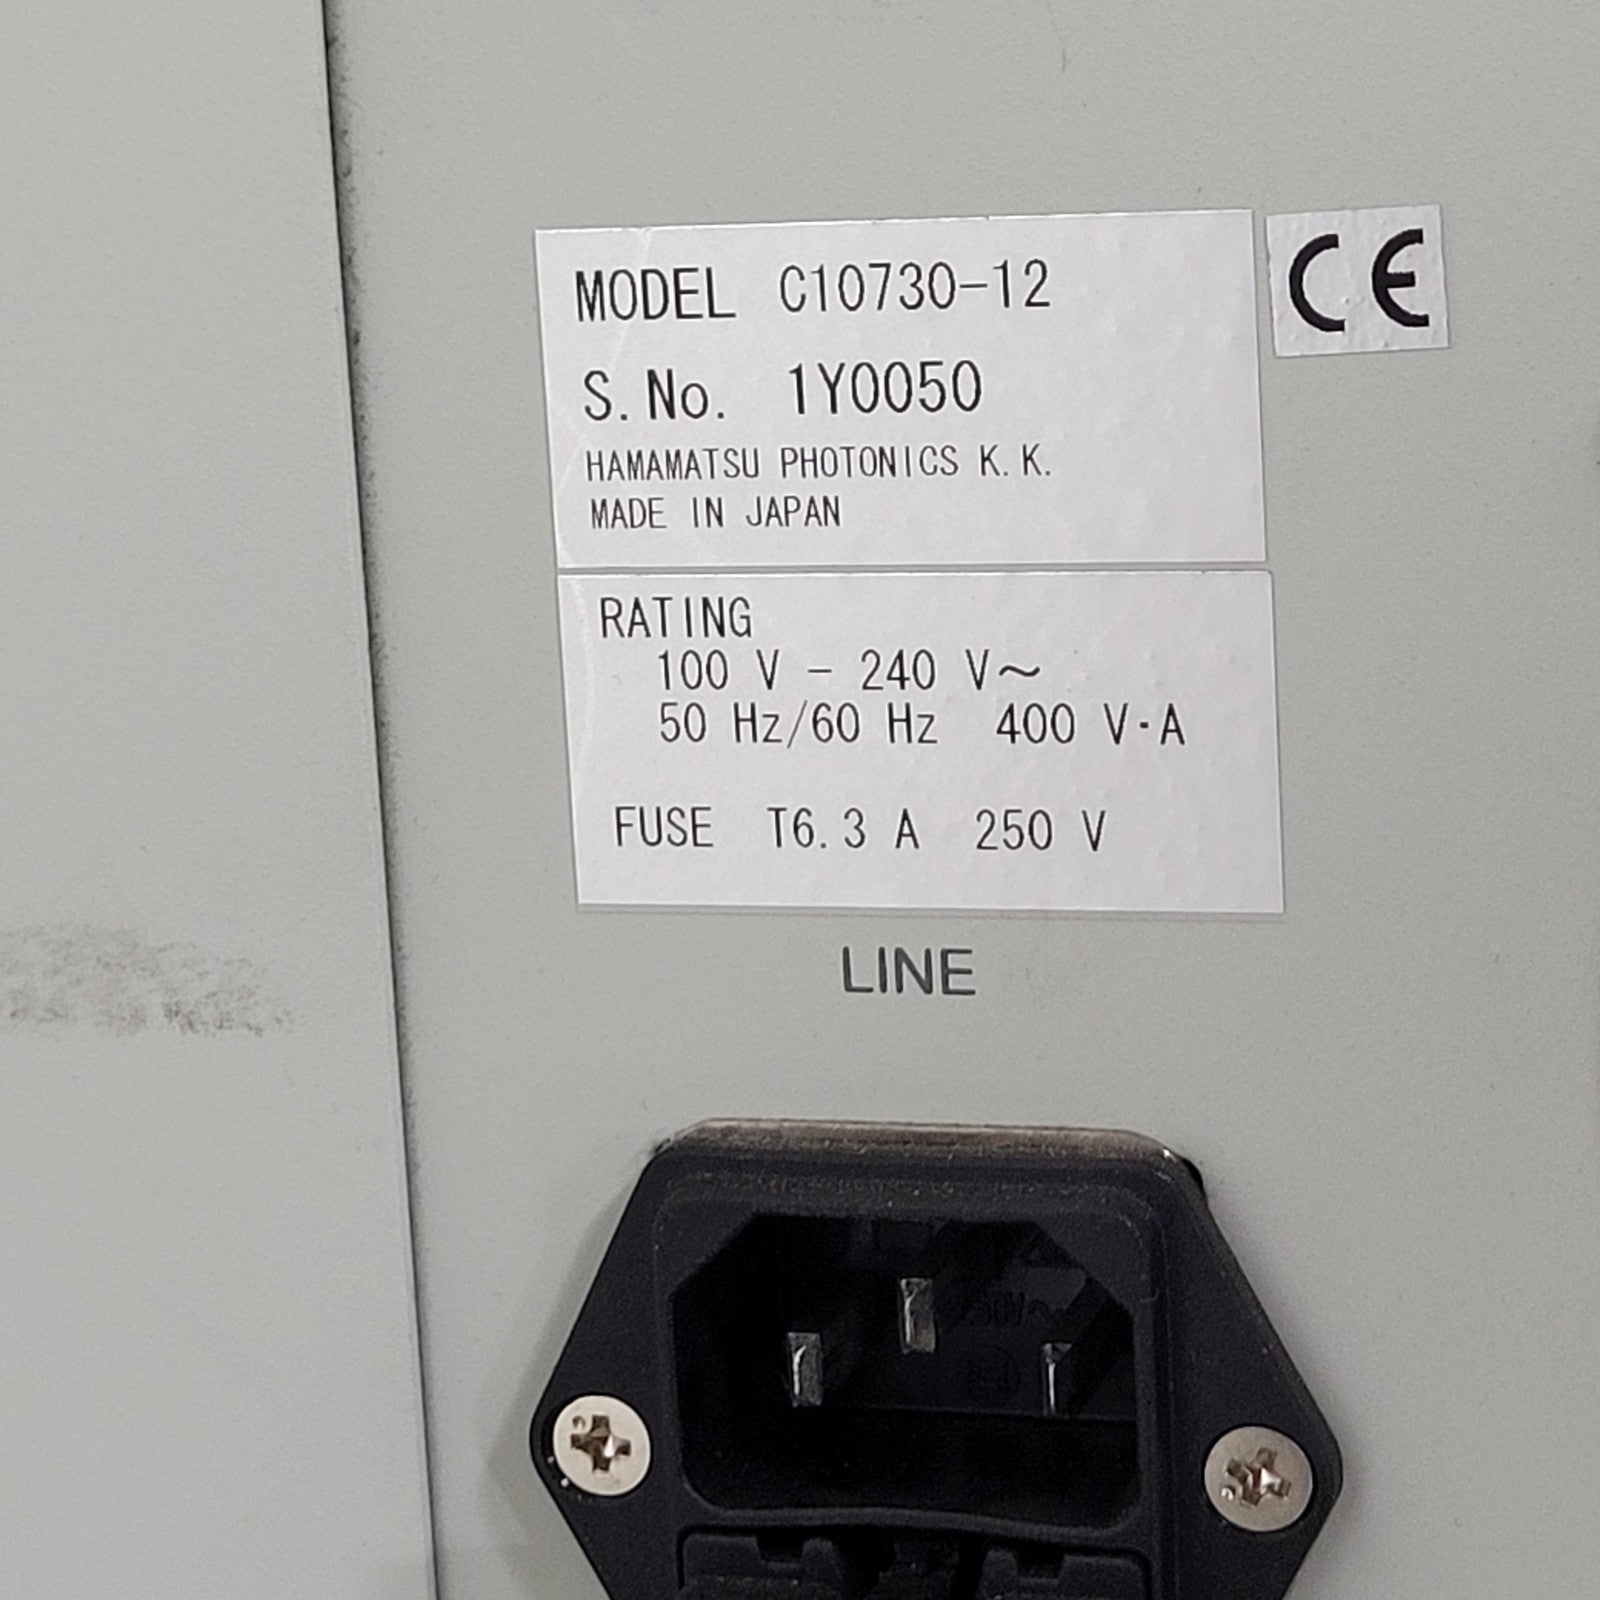 MODEL C10730-12
S.No. 1Y0050
HAMAMATSU PHOTONICS K.K.
MADE IN JAPAN
CE
RATING
100 V - 240 V~
50 Hz/60 Hz 400 V·A
FUSE T6.3 A 250 V
LINE